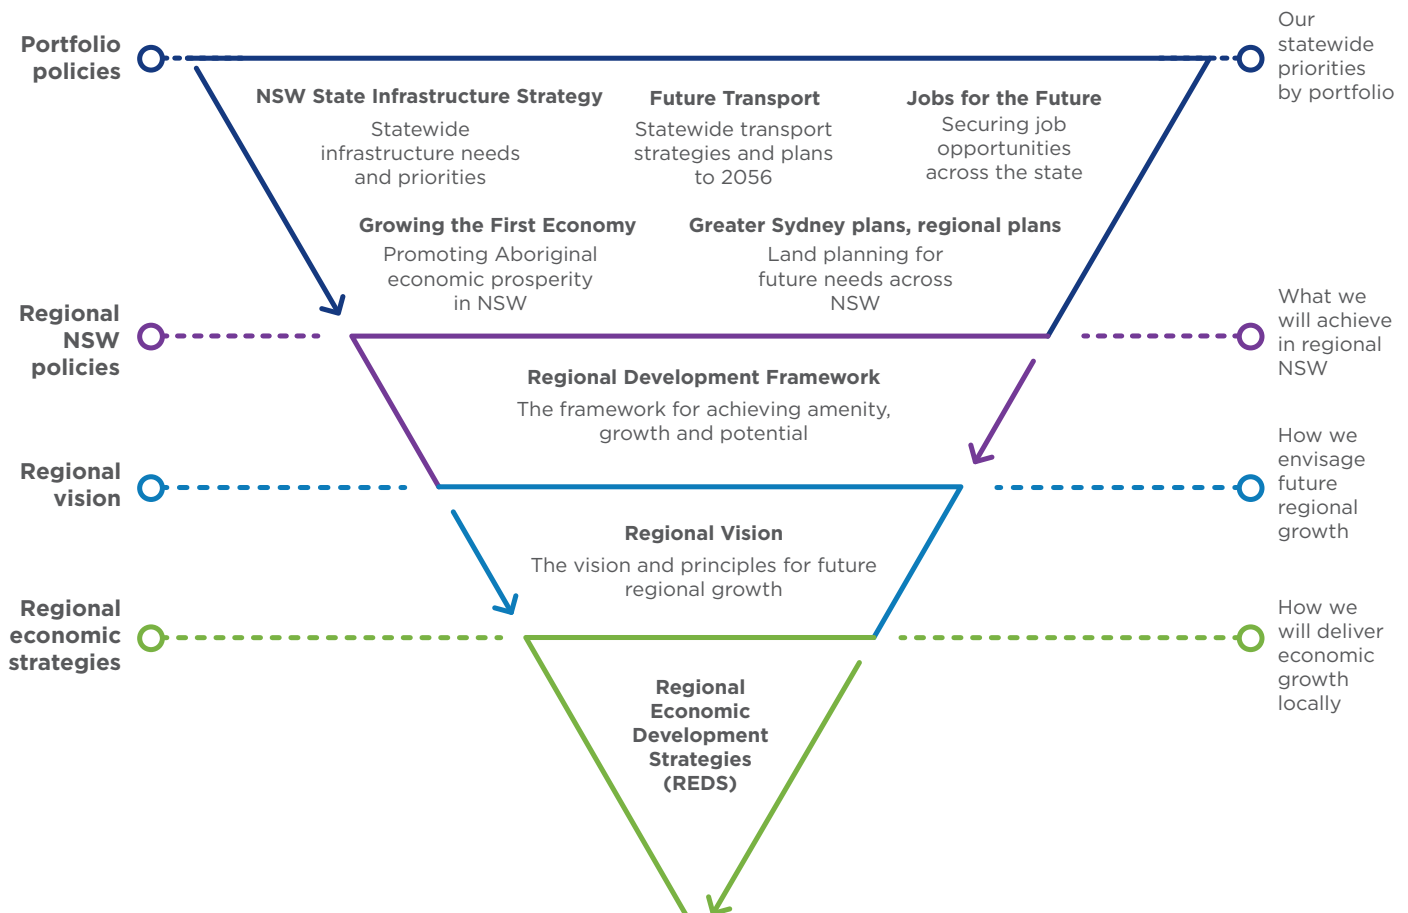 Portfolio
policies
Our
statewide
priorities
by portfolio
NSW State Infrastructure Strategy
Statewide
infrastructure needs
and priorities
Future Transport
Statewide transport
strategies and plans
to 2056
Jobs for the Future
Securing job
opportunities
across the state
Growing the First Economy
Promoting Aboriginal
economic prosperity
in NSW
Greater Sydney plans, regional plans
Land planning for
future needs across
NSW
Regional
NSW
policies
What we
will achieve
in regional
NSW
Regional Development Framework
The framework for achieving amenity,
growth and potential
Regional
vision
How we
envisage
future
regional
growth
Regional Vision
The vision and principles for future
regional growth
Regional
economic
strategies
How we
will deliver
economic
growth
locally
Regional
Economic
Development
Strategies
(REDS)